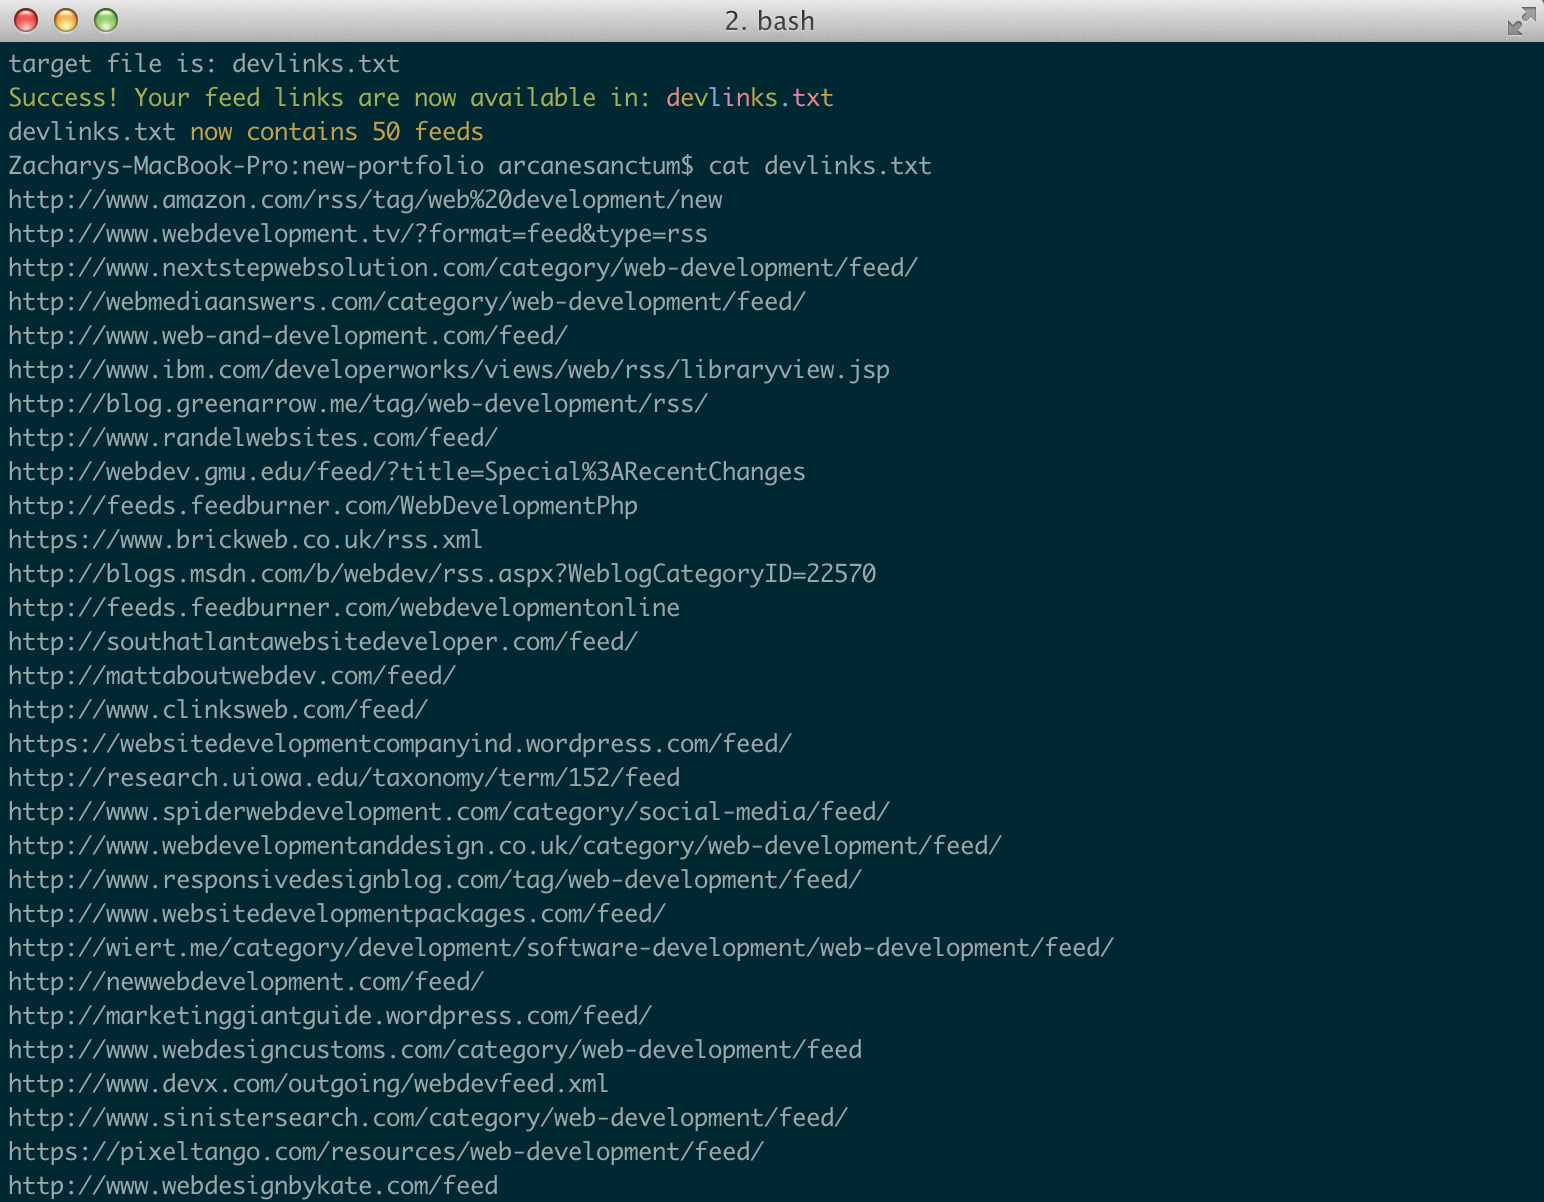 2. bash
target file is: devlinks.txt
Success! Your feed links are now available in: devlinks.txt
devlinks.txt now contains 50 feeds
Zacharys-MacBook-Pro:new-portfolio arcanesanctum$ cat devlinks.txt
http://www.amazon.com/rss/tag/web%20development/new
http://www.webdevelopment.tv/?format=feed&type=rss
http://www.nextstepwebsolution.com/category/web-development/feed/
http://webmediaanswers.com/category/web-development/feed/
http://www.web-and-development.com/feed/
http://www.ibm.com/developerworks/views/web/rss/libraryview.jsp
http://blog.greenarrow.me/tag/web-development/rss/
http://www.randelwebsites.com/feed/
http://webdev.gmu.edu/feed/?title=Special%3ARecentChanges
http://feeds.feedburner.com/WebDevelopmentPhp
https://www.brickweb.co.uk/rss.xml
http://blogs.msdn.com/b/webdev/rss.aspx?WeblogCategoryID=22570
http://feeds.feedburner.com/webdevelopmentonline
http://southatlantawebsitedeveloper.com/feed/
http://mattaboutwebdev.com/feed/
http://www.clinksweb.com/feed/
https://websitedevelopmentcompanyind.wordpress.com/feed/
http://research.uiowa.edu/taxonomy/term/152/feed
http://www.spiderwebdevelopment.com/category/social-media/feed/
http://www.webdevelopmentanddesign.co.uk/category/web-development/feed/
http://www.responsivedesignblog.com/tag/web-development/feed/
http://www.websitedevelopmentpackages.com/feed/
http://wiert.me/category/development/software-development/web-development/feed/
http://newwebdevelopment.com/feed/
http://marketinggiantguide.wordpress.com/feed/
http://www.webdesigncustoms.com/category/web-development/feed
http://www.devx.com/outgoing/webdevfeed.xml
http://www.sinistersearch.com/category/web-development/feed/
https://pixeltango.com/resources/web-development/feed/
http://www.webdesignbykate.com/feed